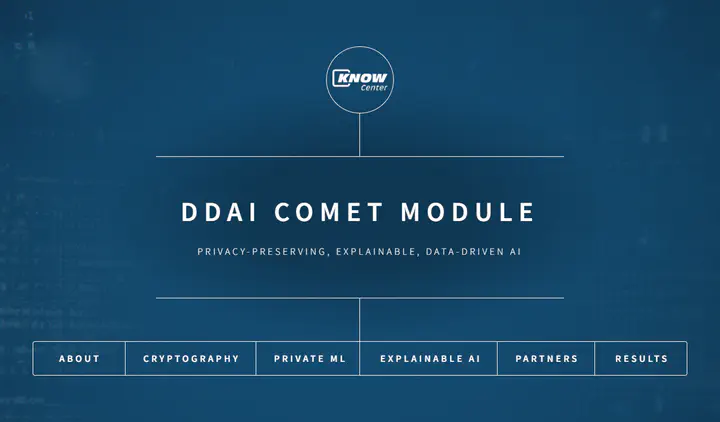 KNOW
Center
DDAI COMET MODULE
PRIVACY-PRESERVING, EXPLAINABLE, DATA-DRIVEN AI
ABOUT
CRYPTOGRAPHY
PRIVATE ML
EXPLAINABLE AI
PARTNERS
RESULTS